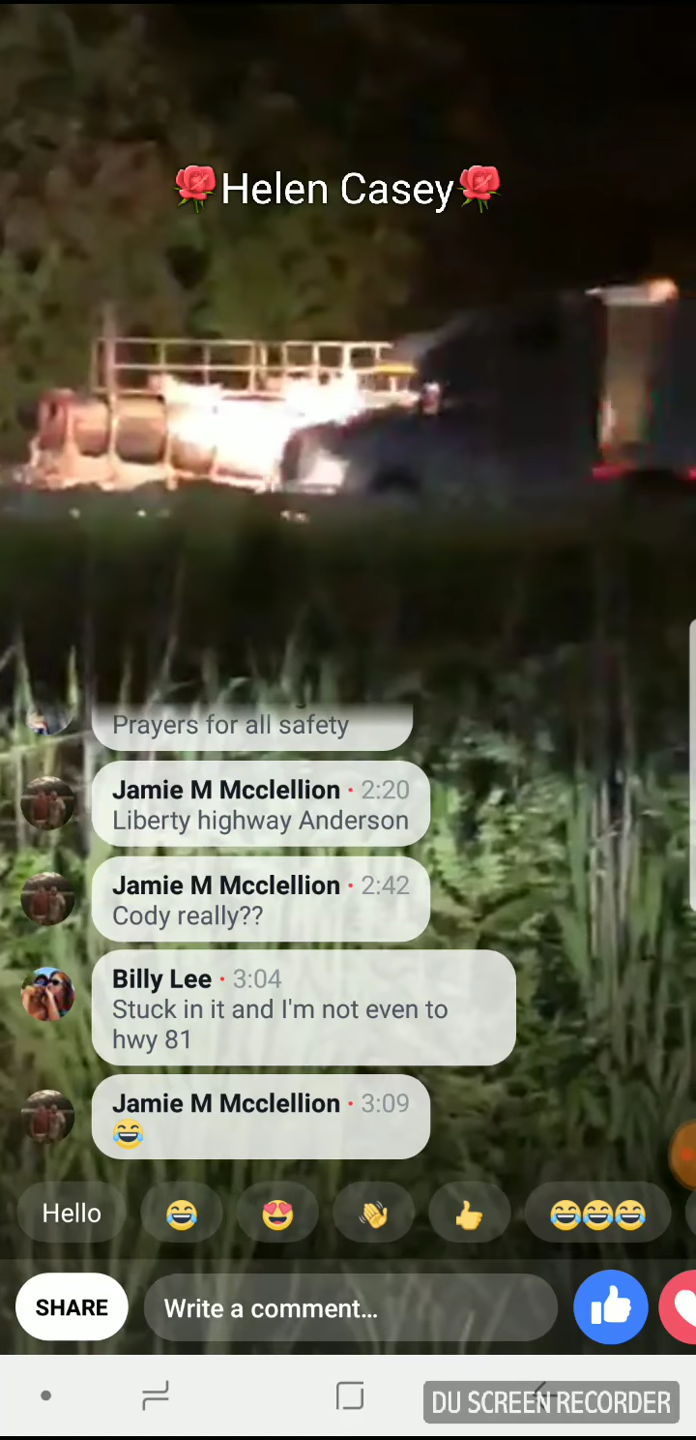 🌹Helen Casey🌹
Prayers for all safety
Jamie M Mcclellion • 2:20
Liberty highway Anderson
Jamie M Mcclellion • 2:42
Cody really??
Billy Lee • 3:04
Stuck in it and I'm not even to
hwy 81
Jamie M Mcclellion • 3:09
😂
Hello 😂 😍 👋 👍 😂😂😂
SHARE Write a comment...
DU SCREEN RECORDER